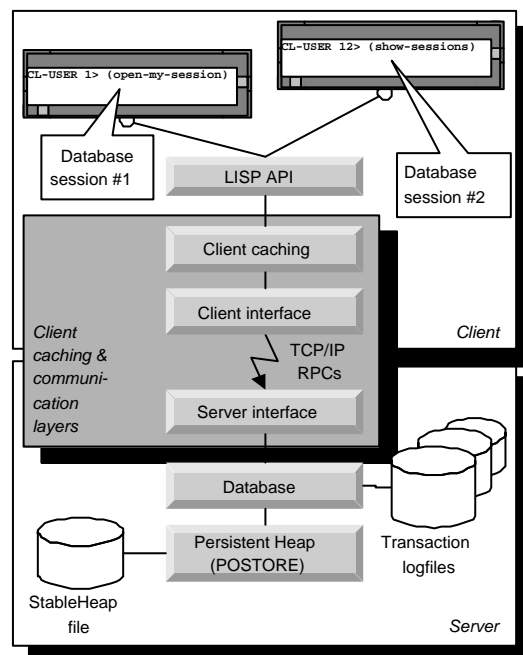 CL-USER 12> (show-sessions)
CL-USER 1> (open-my-session)
Database
session #1
LISP API
Database
session #2
Client caching
Client interface
Client
caching &
communi-
cation
layers
TCP/IP
RPCs
Client
Server interface
Database
Persistent Heap
(POSTORE)
Transaction
logfiles
StableHeap
file
Server